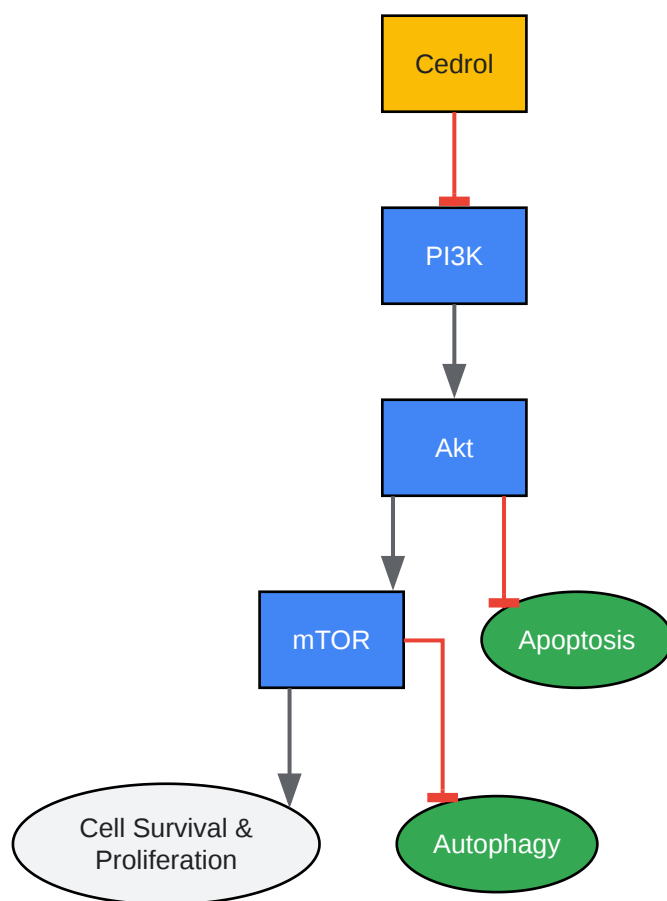 Cedrol
PI3K
Akt
mTOR
Apoptosis
Cell Survival &
Proliferation
Autophagy